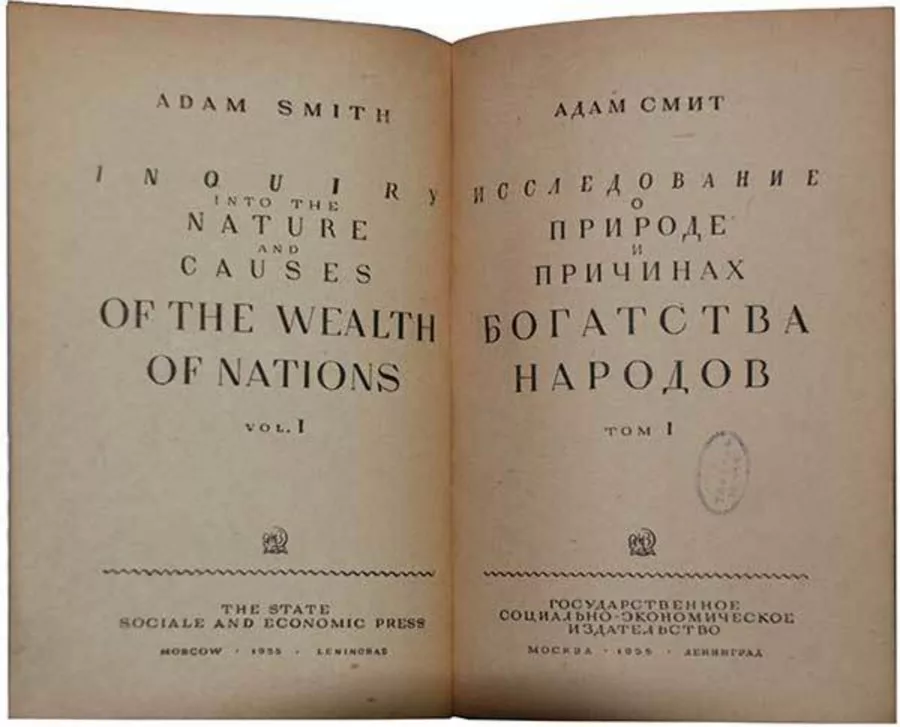 ADAM SMITH
INQUIRY
INTO THE
NATURE
AND
CAUSES
OF THE WEALTH
OF NATIONS
VOL. I
THE STATE
SOCIALE AND ECONOMIC PRESS
MOSCOW · 1935 · LENINGRAD
АДАМ СМИТ
ИССЛЕДОВАНИЕ
О
ПРИРОДЕ
И
ПРИЧИНАХ
БОГАТСТВА
НАРОДОВ
ТОМ I
ГОСУДАРСТВЕННОЕ
СОЦИАЛЬНО-ЭКОНОМИЧЕСКОЕ
ИЗДАТЕЛЬСТВО
МОСКВА · 1935 · ЛЕНИНГРАД